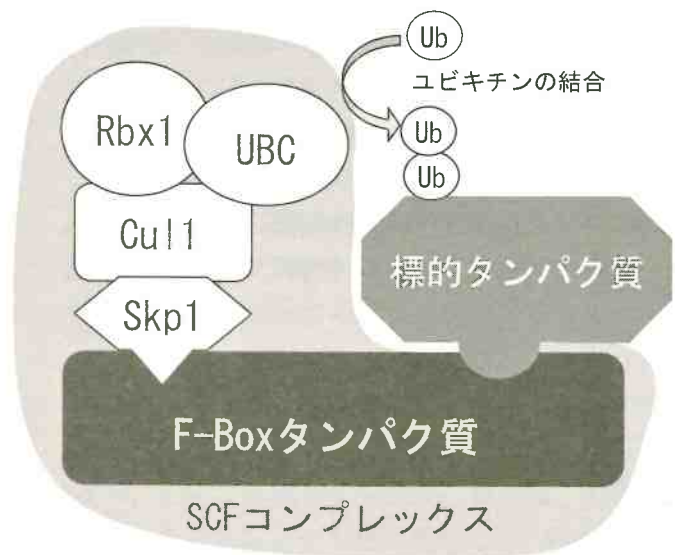 Ub
ユビキチンの結合
Rbx1
UBC
Ub
Ub
Cul1
標的タンパク質
Skp1
F-Boxタンパク質
SCFコンプレックス